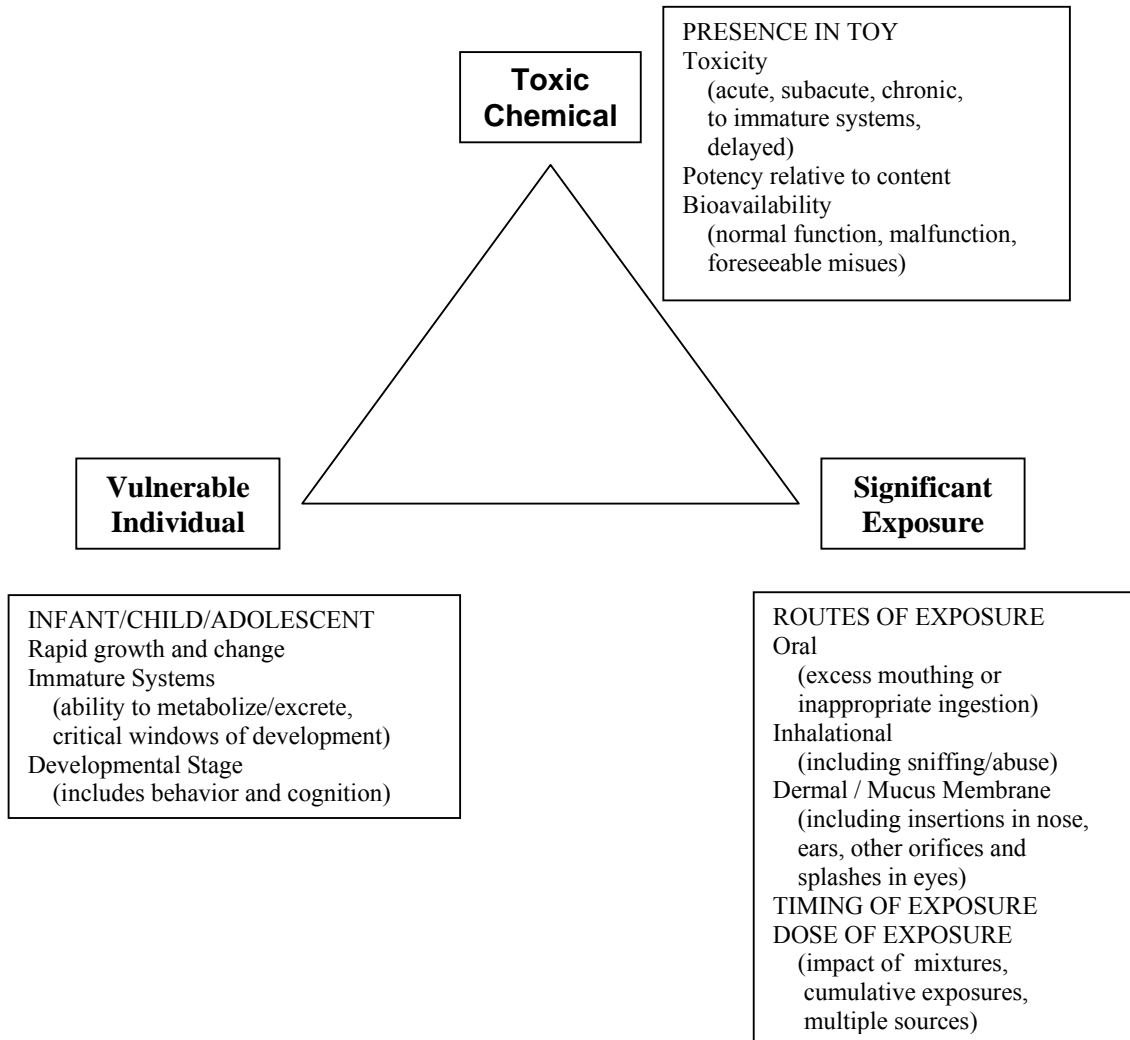 Toxic
Chemical
PRESENCE IN TOY
Toxicity
(acute, subacute, chronic,
to immature systems,
delayed)
Potency relative to content
Bioavailability
(normal function, malfunction,
foreseeable misues)
Vulnerable
Individual
Significant
Exposure
INFANT/CHILD/ADOLESCENT
Rapid growth and change
Immature Systems
(ability to metabolize/excrete,
critical windows of development)
Developmental Stage
(includes behavior and cognition)
ROUTES OF EXPOSURE
Oral
(excess mouthing or
inappropriate ingestion)
Inhalational
(including sniffing/abuse)
Dermal / Mucus Membrane
(including insertions in nose,
ears, other orifices and
splashes in eyes)
TIMING OF EXPOSURE
DOSE OF EXPOSURE
(impact of mixtures,
cumulative exposures,
multiple sources)